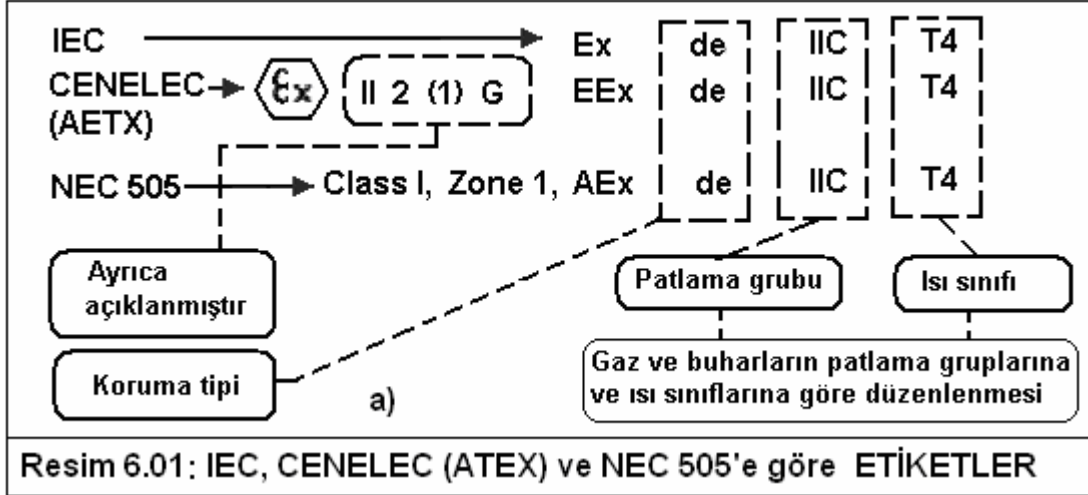 IEC Ex de IIC T4
CENELEC Ex II 2 (1) G EEx de IIC T4
(AETX)
NEC 505 Class I, Zone 1, AEx de IIC T4
Ayrıca
açıklanmıştır
Patlama grubu
Isı sınıfı
Koruma tipi
a)
Gaz ve buharların patlama gruplarına
ve ısı sınıflarına göre düzenlenmesi
Resim 6.01: IEC, CENELEC (ATEX) ve NEC 505'e göre ETİKETLER